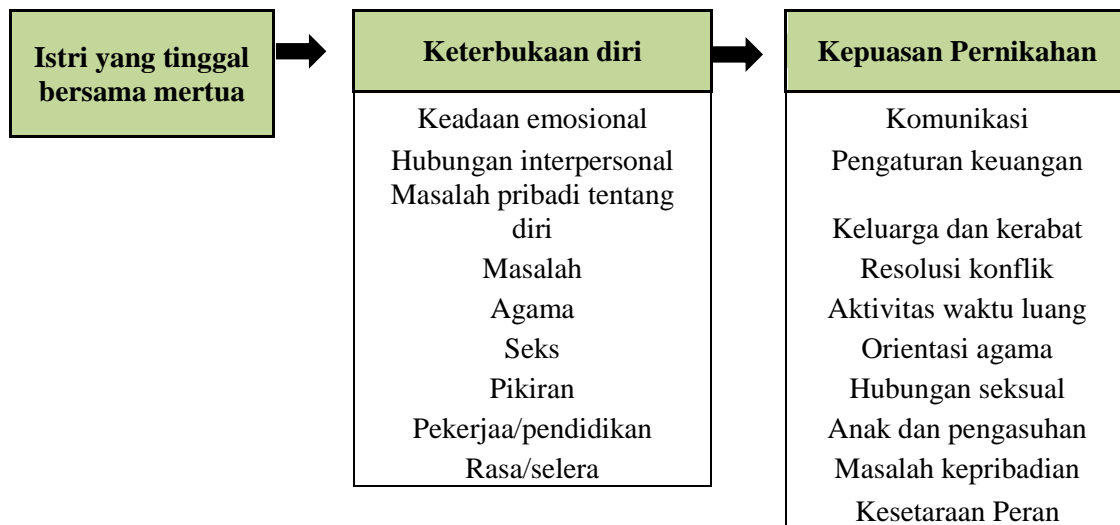 Istri yang tinggal
bersama mertua
Keterbukaan diri
Keadaan emosional
Hubungan interpersonal
Masalah pribadi tentang
diri
Masalah
Agama
Seks
Pikiran
Pekerjaa/pendidikan
Rasa/selera
Kepuasan Pernikahan
Komunikasi
Pengaturan keuangan
Keluarga dan kerabat
Resolusi konflik
Aktivitas waktu luang
Orientasi agama
Hubungan seksual
Anak dan pengasuhan
Masalah kepribadian
Kesetaraan Peran